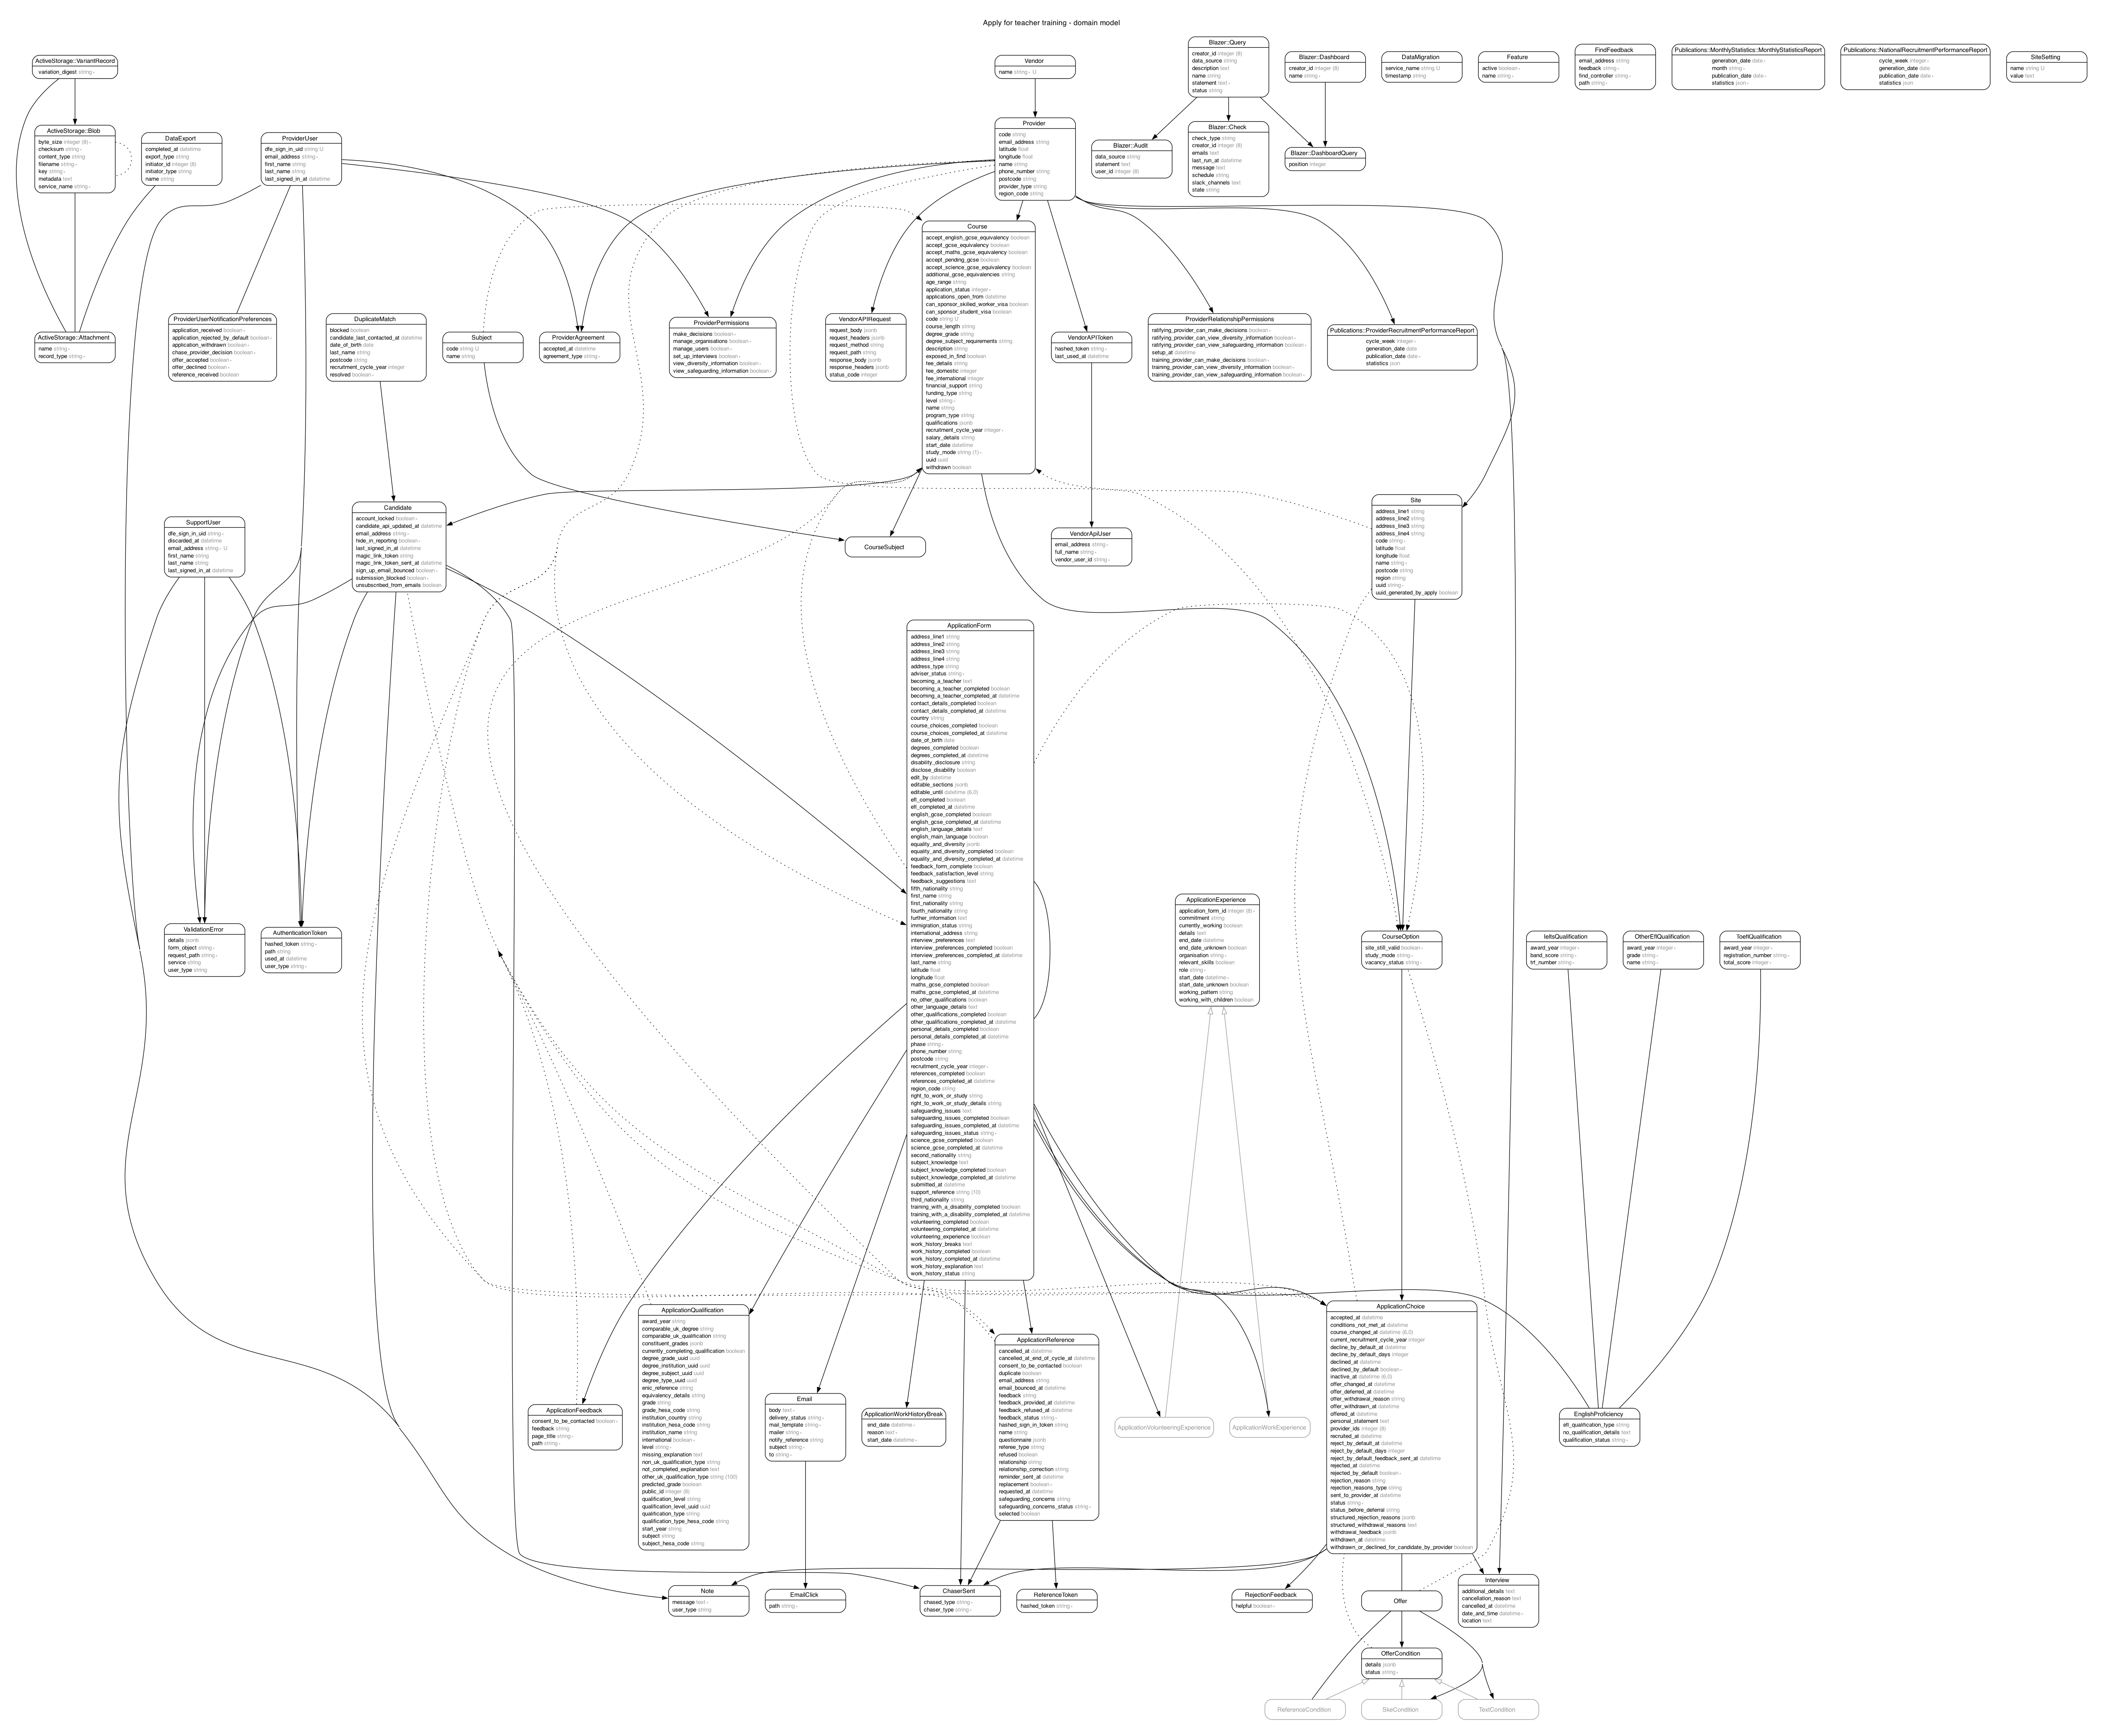 Apply for teacher training - domain model
ActiveStorage::VariantRecord
variation_digest string ∗
Vendor
name string ∗ U
Blazer::Query
creator_id integer (8)
data_source string
description text
name string
statement text ∗
status string
Blazer::Dashboard
creator_id integer (8)
name string ∗
DataMigration
service_name string U
timestamp string
Feature
active boolean ∗
name string ∗
FindFeedback
email_address string
feedback string ∗
find_controller string ∗
path string ∗
Publications::MonthlyStatistics::MonthlyStatisticsReport
generation_date date ∗
month string ∗
publication_date date ∗
statistics json ∗
Publications::NationalRecruitmentPerformanceReport
cycle_week integer ∗
generation_date date
publication_date date ∗
statistics json
SiteSetting
name string U
value text
ActiveStorage::Blob
byte_size integer (8) ∗
checksum string ∗
content_type string
filename string ∗
key string ∗
metadata text
service_name string ∗
DataExport
completed_at datetime
export_type string
initiator_id integer (8)
initiator_type string
name string
ProviderUser
dfe_sign_in_uid string U
email_address string ∗
first_name string
last_name string
last_signed_in_at datetime
Provider
code string
email_address string
latitude float
longitude float
name string
phone_number string
postcode string
provider_type string
region_code string
Blazer::Audit
data_source string
statement text
user_id integer (8)
Blazer::Check
check_type string
creator_id integer (8)
emails text
last_run_at datetime
message text
schedule string
slack_channels text
state string
Blazer::DashboardQuery
position integer
Course
accept_english_gcse_equivalency boolean
accept_gcse_equivalency boolean
accept_maths_gcse_equivalency boolean
accept_pending_gcse boolean
accept_science_gcse_equivalency boolean
additional_gcse_equivalencies string
age_range string
application_status integer ∗
applications_open_from datetime
can_sponsor_skilled_worker_visa boolean
can_sponsor_student_visa boolean
code string U
course_length string
degree_grade string
degree_subject_requirements string
description string
exposed_in_find boolean
fee_details string
fee_domestic integer
fee_international integer
financial_support string
funding_type string
level string ∗
name string
program_type string
qualifications jsonb
recruitment_cycle_year integer ∗
salary_details string
start_date datetime
study_mode string (1) ∗
uuid uuid
withdrawn boolean
ActiveStorage::Attachment
name string ∗
record_type string ∗
ProviderUserNotificationPreferences
application_received boolean ∗
application_rejected_by_default boolean ∗
application_withdrawn boolean ∗
chase_provider_decision boolean ∗
offer_accepted boolean ∗
offer_declined boolean ∗
reference_received boolean
DuplicateMatch
blocked boolean
candidate_last_contacted_at datetime
date_of_birth date
last_name string
postcode string
recruitment_cycle_year integer
resolved boolean ∗
Subject
code string U
name string
ProviderAgreement
accepted_at datetime
agreement_type string ∗
ProviderPermissions
make_decisions boolean ∗
manage_organisations boolean ∗
manage_users boolean ∗
set_up_interviews boolean ∗
view_diversity_information boolean ∗
view_safeguarding_information boolean ∗
VendorAPIRequest
request_body jsonb
request_headers jsonb
request_method string
request_path string
response_body jsonb
response_headers jsonb
status_code integer
VendorAPIToken
hashed_token string ∗
last_used_at datetime
ProviderRelationshipPermissions
ratifying_provider_can_make_decisions boolean ∗
ratifying_provider_can_view_diversity_information boolean ∗
ratifying_provider_can_view_safeguarding_information boolean ∗
setup_at datetime
training_provider_can_make_decisions boolean ∗
training_provider_can_view_diversity_information boolean ∗
training_provider_can_view_safeguarding_information boolean ∗
Publications::ProviderRecruitmentPerformanceReport
cycle_week integer ∗
generation_date date
publication_date date ∗
statistics json
SupportUser
dfe_sign_in_uid string ∗
discarded_at datetime
email_address string ∗ U
first_name string
last_name string
last_signed_in_at datetime
Candidate
account_locked boolean ∗
candidate_api_updated_at datetime
email_address string ∗
hide_in_reporting boolean ∗
last_signed_in_at datetime
magic_link_token string
magic_link_token_sent_at datetime
sign_up_email_bounced boolean ∗
submission_blocked boolean ∗
unsubscribed_from_emails boolean
CourseSubject
VendorApiUser
email_address string ∗
full_name string ∗
vendor_user_id string ∗
Site
address_line1 string
address_line2 string
address_line3 string
address_line4 string
code string ∗
latitude float
longitude float
name string ∗
postcode string
region string
uuid string ∗
uuid_generated_by_apply boolean
ApplicationForm
address_line1 string
address_line2 string
address_line3 string
address_line4 string
address_type string
adviser_status string ∗
becoming_a_teacher text
becoming_a_teacher_completed boolean
becoming_a_teacher_completed_at datetime
contact_details_completed boolean
contact_details_completed_at datetime
country string
course_choices_completed boolean
course_choices_completed_at datetime
date_of_birth date
degrees_completed boolean
degrees_completed_at datetime
disability_disclosure string
disclose_disability boolean
edit_by datetime
editable_sections jsonb
editable_until datetime (6,0)
efl_completed boolean
efl_completed_at datetime
english_gcse_completed boolean
english_gcse_completed_at datetime
english_language_details text
english_main_language boolean
equality_and_diversity jsonb
equality_and_diversity_completed boolean
equality_and_diversity_completed_at datetime
feedback_form_complete boolean
feedback_satisfaction_level string
feedback_suggestions text
fifth_nationality string
first_name string
first_nationality string
fourth_nationality string
further_information text
immigration_status string
international_address string
interview_preferences text
interview_preferences_completed boolean
interview_preferences_completed_at datetime
last_name string
latitude float
longitude float
maths_gcse_completed boolean
maths_gcse_completed_at datetime
no_other_qualifications boolean
other_language_details text
other_qualifications_completed boolean
other_qualifications_completed_at datetime
personal_details_completed boolean
personal_details_completed_at datetime
phase string ∗
phone_number string
postcode string
recruitment_cycle_year integer ∗
references_completed boolean
references_completed_at datetime
region_code string
right_to_work_or_study string
right_to_work_or_study_details string
safeguarding_issues text
safeguarding_issues_completed boolean
safeguarding_issues_completed_at datetime
safeguarding_issues_status string ∗
science_gcse_completed boolean
science_gcse_completed_at datetime
second_nationality string
subject_knowledge text
subject_knowledge_completed boolean
subject_knowledge_completed_at datetime
submitted_at datetime
support_reference string (10)
third_nationality string
training_with_a_disability_completed boolean
training_with_a_disability_completed_at datetime
volunteering_completed boolean
volunteering_completed_at datetime
volunteering_experience boolean
work_history_breaks text
work_history_completed boolean
work_history_completed_at datetime
work_history_explanation text
work_history_status string
ValidationError
details jsonb
form_object string ∗
request_path string ∗
service string
user_type string
AuthenticationToken
hashed_token string ∗
path string
used_at datetime
user_type string ∗
ApplicationExperience
application_form_id integer (8) ∗
commitment string
currently_working boolean
details text
end_date datetime
end_date_unknown boolean
organisation string ∗
relevant_skills boolean
role string ∗
start_date datetime ∗
start_date_unknown boolean
working_pattern string
working_with_children boolean
CourseOption
site_still_valid boolean ∗
study_mode string ∗
vacancy_status string ∗
IeltsQualification
award_year integer ∗
band_score string ∗
trf_number string ∗
OtherEflQualification
award_year integer ∗
grade string ∗
name string ∗
ToeflQualification
award_year integer ∗
registration_number string ∗
total_score integer ∗
ApplicationQualification
award_year string
comparable_uk_degree string
comparable_uk_qualification string
constituent_grades jsonb
currently_completing_qualification boolean
degree_grade_uuid uuid
degree_institution_uuid uuid
degree_subject_uuid uuid
degree_type_uuid uuid
enic_reference string
equivalency_details string
grade string
grade_hesa_code string
institution_country string
institution_hesa_code string
institution_name string
international boolean ∗
level string ∗
missing_explanation text
non_uk_qualification_type string
not_completed_explanation text
other_uk_qualification_type string (100)
predicted_grade boolean
public_id integer (8)
qualification_level string
qualification_level_uuid uuid
qualification_type string
qualification_type_hesa_code string
start_year string
subject string
subject_hesa_code string
ApplicationFeedback
consent_to_be_contacted boolean ∗
feedback string
page_title string ∗
path string ∗
Email
body text ∗
delivery_status string ∗
mail_template string ∗
mailer string ∗
notify_reference string
subject string ∗
to string ∗
ApplicationWorkHistoryBreak
end_date datetime ∗
reason text ∗
start_date datetime ∗
ApplicationReference
cancelled_at datetime
cancelled_at_end_of_cycle_at datetime
consent_to_be_contacted boolean
duplicate boolean
email_address string
email_bounced_at datetime
feedback string
feedback_provided_at datetime
feedback_refused_at datetime
feedback_status string ∗
hashed_sign_in_token string
name string
questionnaire jsonb
referee_type string
refused boolean
relationship string
relationship_correction string
reminder_sent_at datetime
replacement boolean ∗
requested_at datetime
safeguarding_concerns string
safeguarding_concerns_status string ∗
selected boolean
ApplicationVolunteeringExperience
ApplicationWorkExperience
ApplicationChoice
accepted_at datetime
conditions_not_met_at datetime
course_changed_at datetime (6,0)
current_recruitment_cycle_year integer
decline_by_default_at datetime
decline_by_default_days integer
declined_at datetime
declined_by_default boolean ∗
inactive_at datetime (6,0)
offer_changed_at datetime
offer_deferred_at datetime
offer_withdrawal_reason string
offer_withdrawn_at datetime
offered_at datetime
personal_statement text
provider_ids integer (8)
recruited_at datetime
reject_by_default_at datetime
reject_by_default_days integer
reject_by_default_feedback_sent_at datetime
rejected_at datetime
rejected_by_default boolean ∗
rejection_reason string
rejection_reasons_type string
sent_to_provider_at datetime
status string ∗
status_before_deferral string
structured_rejection_reasons jsonb
structured_withdrawal_reasons text
withdrawal_feedback jsonb
withdrawn_at datetime
withdrawn_or_declined_for_candidate_by_provider boolean
EnglishProficiency
efl_qualification_type string
no_qualification_details text
qualification_status string ∗
Note
message text ∗
user_type string
EmailClick
path string ∗
ChaserSent
chased_type string ∗
chaser_type string ∗
ReferenceToken
hashed_token string ∗
RejectionFeedback
helpful boolean ∗
Offer
Interview
additional_details text
cancellation_reason text
cancelled_at datetime
date_and_time datetime ∗
location text
OfferCondition
details jsonb
status string ∗
ReferenceCondition
SkeCondition
TextCondition